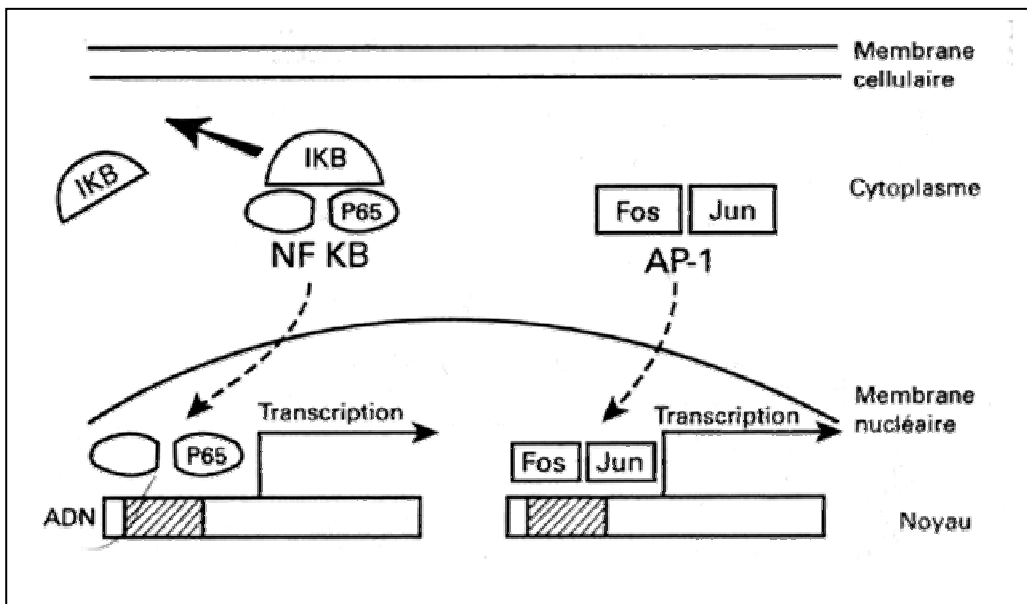 Membrane
cellulaire
IKB
IKB
P65
NF KB
Cytoplasme
Fos
Jun
AP-1
Membrane
nucléaire
Transcription
Transcription
P65
Fos
Jun
ADN
Noyau